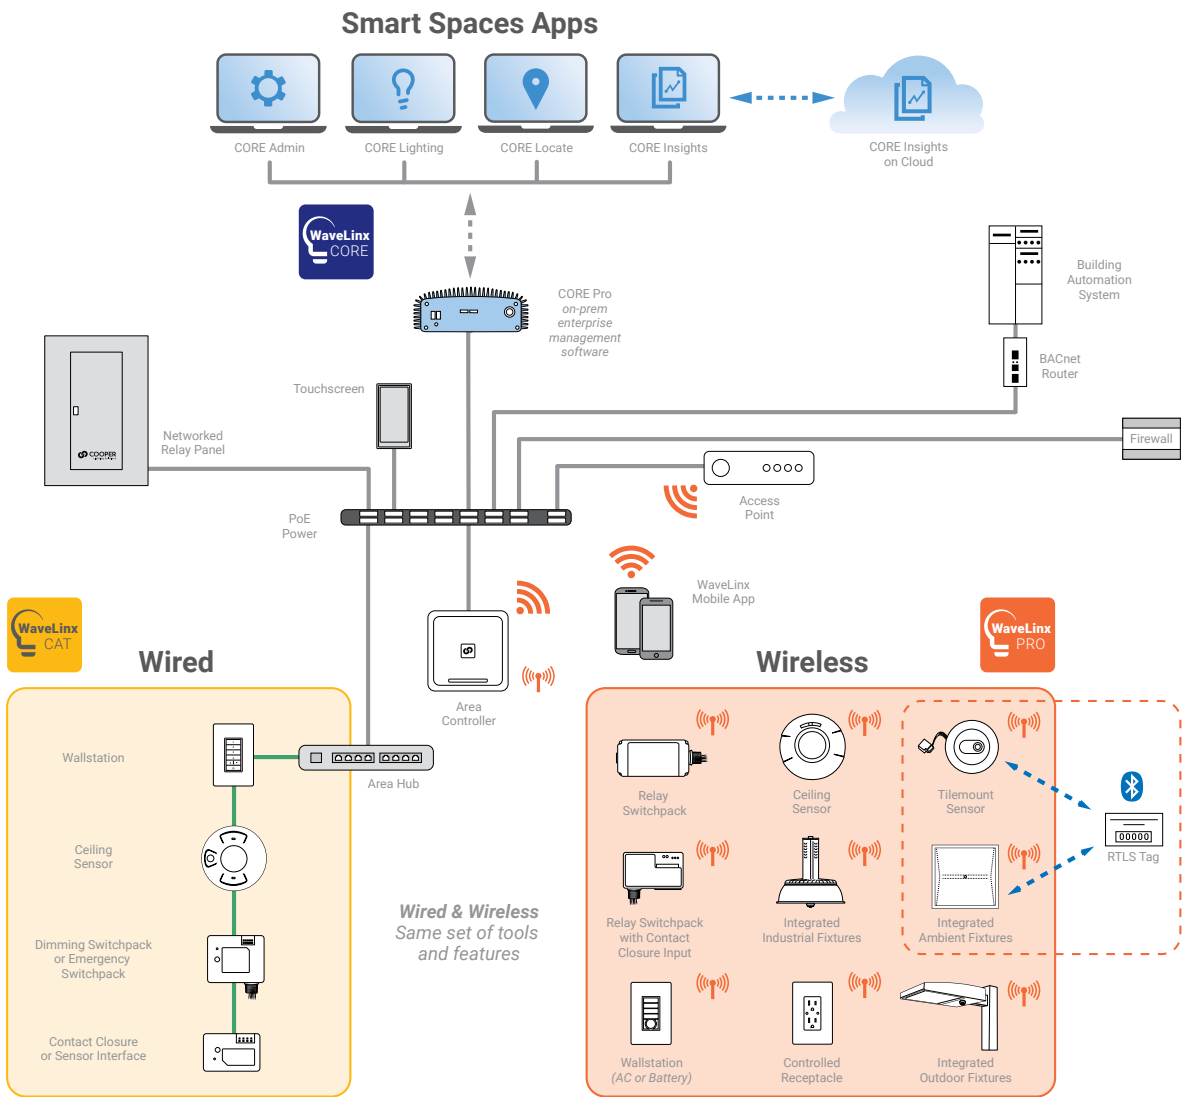 Smart Spaces Apps
CORE Admin
CORE Lighting
CORE Locate
CORE Insights
CORE Insights
on Cloud
WaveLinx
CORE
CORE Pro
on-prem
enterprise
management
software
Building
Automation
System
BACnet
Router
Touchscreen
Networked
Relay Panel
COOPER
Firewall
Access
Point
PoE
Power
WaveLinx
Mobile App
WaveLinx
CAT
Wired
Area
Controller
Wireless
WaveLinx
PRO
Wallstation
Area Hub
Ceiling
Sensor
Dimming Switchpack
or Emergency
Switchpack
Contact Closure
or Sensor Interface
Wired & Wireless
Same set of tools
and features
Relay
Switchpack
Ceiling
Sensor
Tilemount
Sensor
00000
RTLS Tag
Relay Switchpack
with Contact
Closure Input
Integrated
Industrial Fixtures
Integrated
Ambient Fixtures
Wallstation
(AC or Battery)
Controlled
Receptacle
Integrated
Outdoor Fixtures